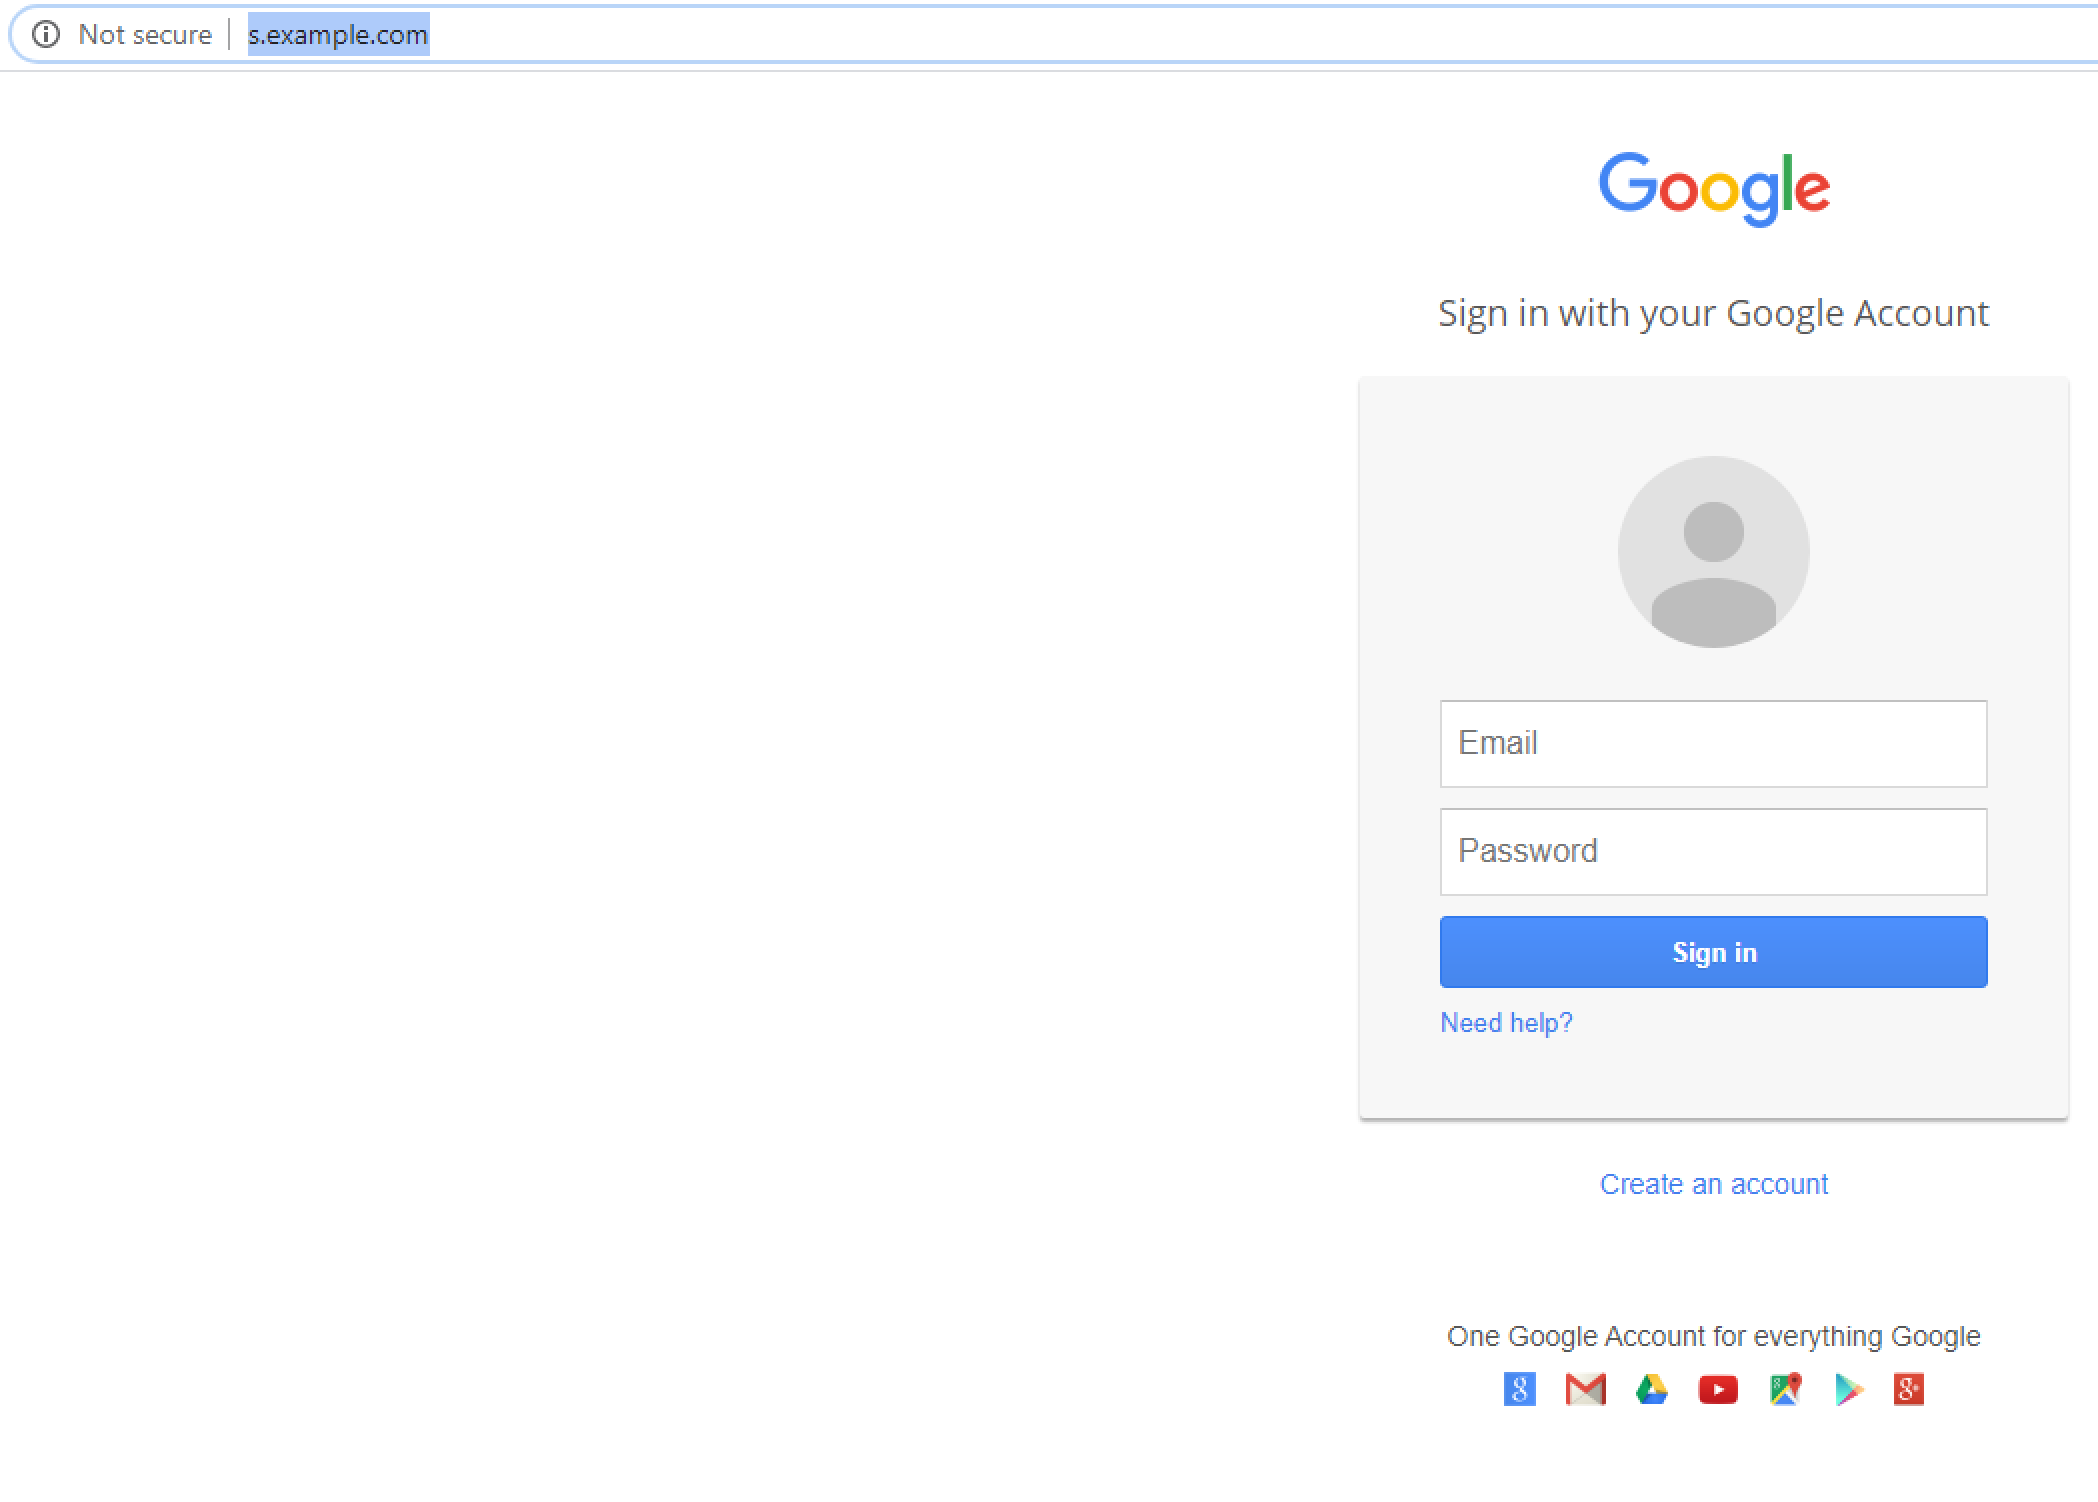 Not secure | s.example.com
Google
Sign in with your Google Account
Email
Password
Sign in
Need help?
Create an account
One Google Account for everything Google